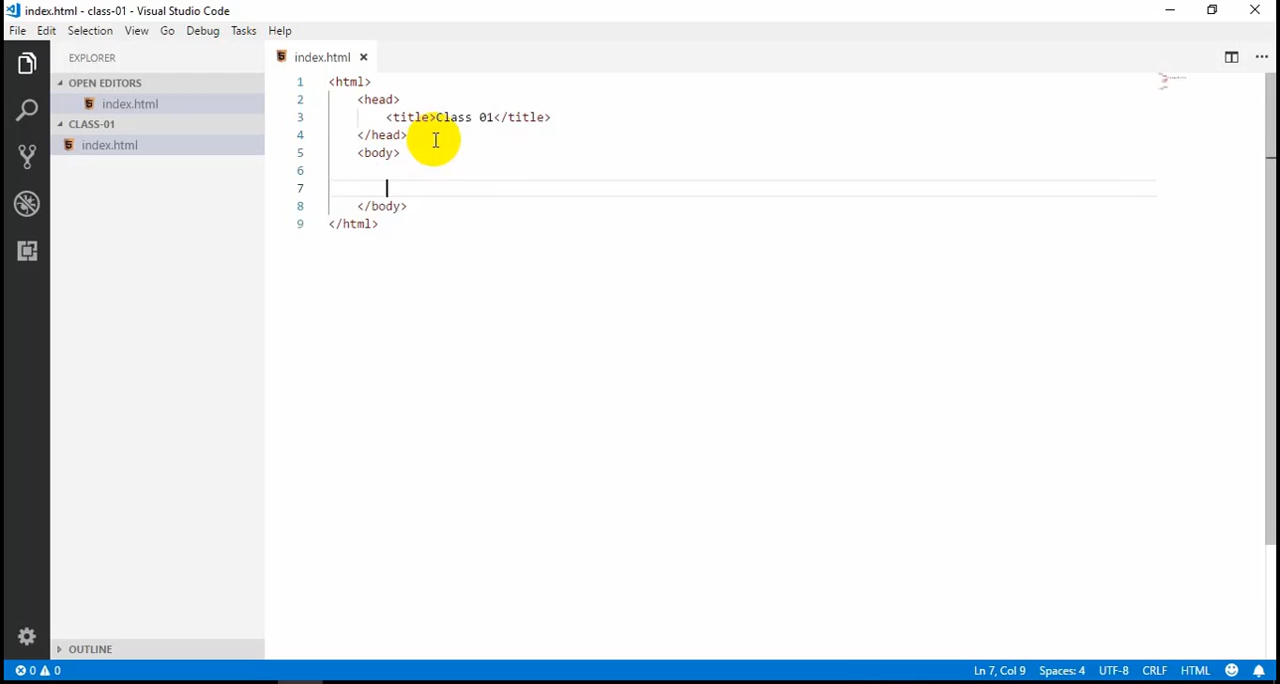 index.html - class-01 - Visual Studio Code
File Edit Selection View Go Debug Tasks Help
EXPLORER
OPEN EDITORS
index.html
CLASS-01
index.html
OUTLINE
index.html
1 <html>
2 <head>
3 <title>Class 01</title>
4 </head>
5 <body>
6
7
8 </body>
9 </html>
0 0 Ln 7, Col 9 Spaces: 4 UTF-8 CRLF HTML